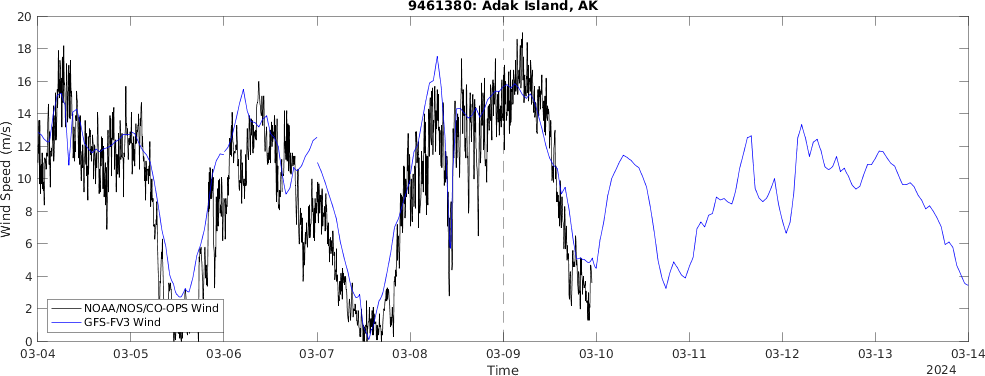 9461380: Adak Island, AK
Wind Speed (m/s)
20
18
16
14
12
10
8
6
4
2
0
NOAA/NOS/CO-OPS Wind
GFS-FV3 Wind
03-04 03-05 03-06 03-07 03-08 03-09 03-10 03-11 03-12 03-13 03-14
Time
2024